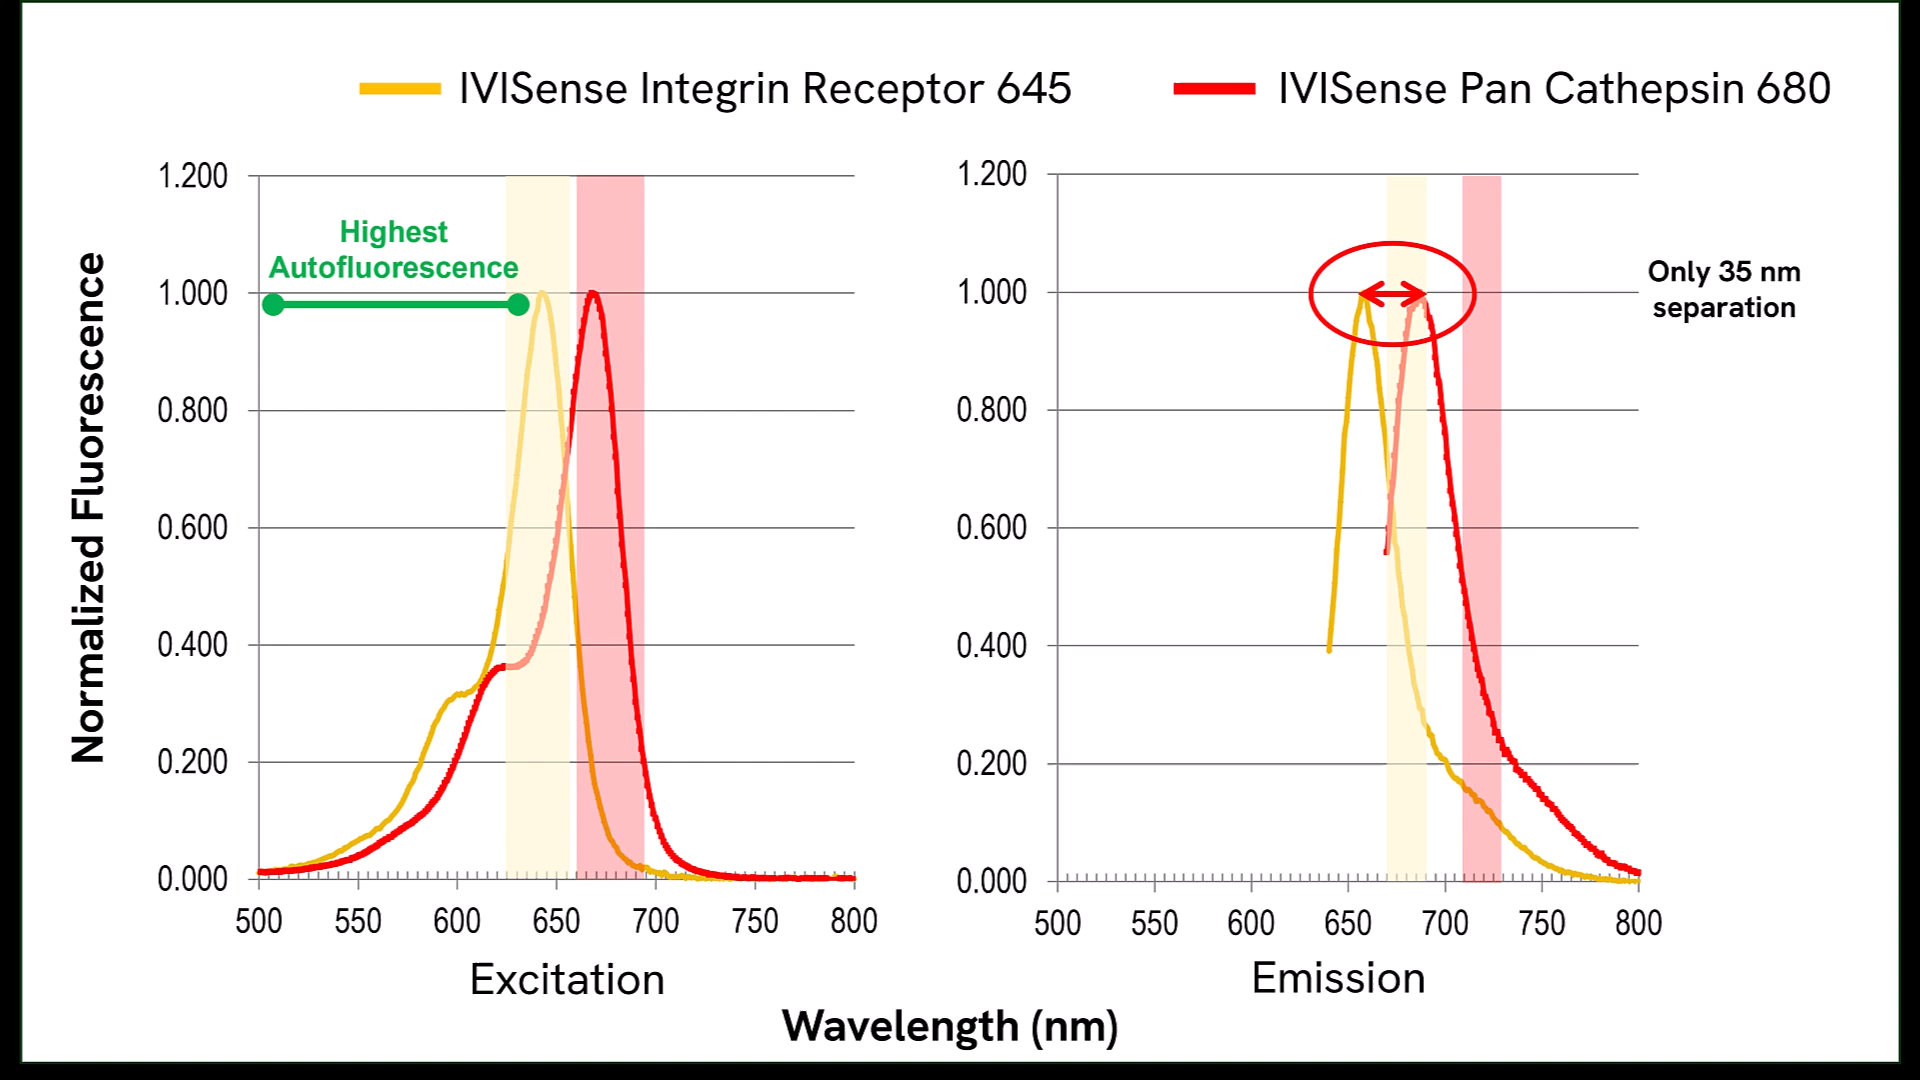 IVISense Integrin Receptor 645
IVISense Pan Cathepsin 680
Normalized Fluorescence
1.200
1.000
0.800
0.600
0.400
0.200
0.000
Highest
Autofluorescence
500 550 600 650 700 750 800
Excitation
1.200
1.000
0.800
0.600
0.400
0.200
0.000
Only 35 nm
separation
500 550 600 650 700 750 800
Emission
Wavelength (nm)